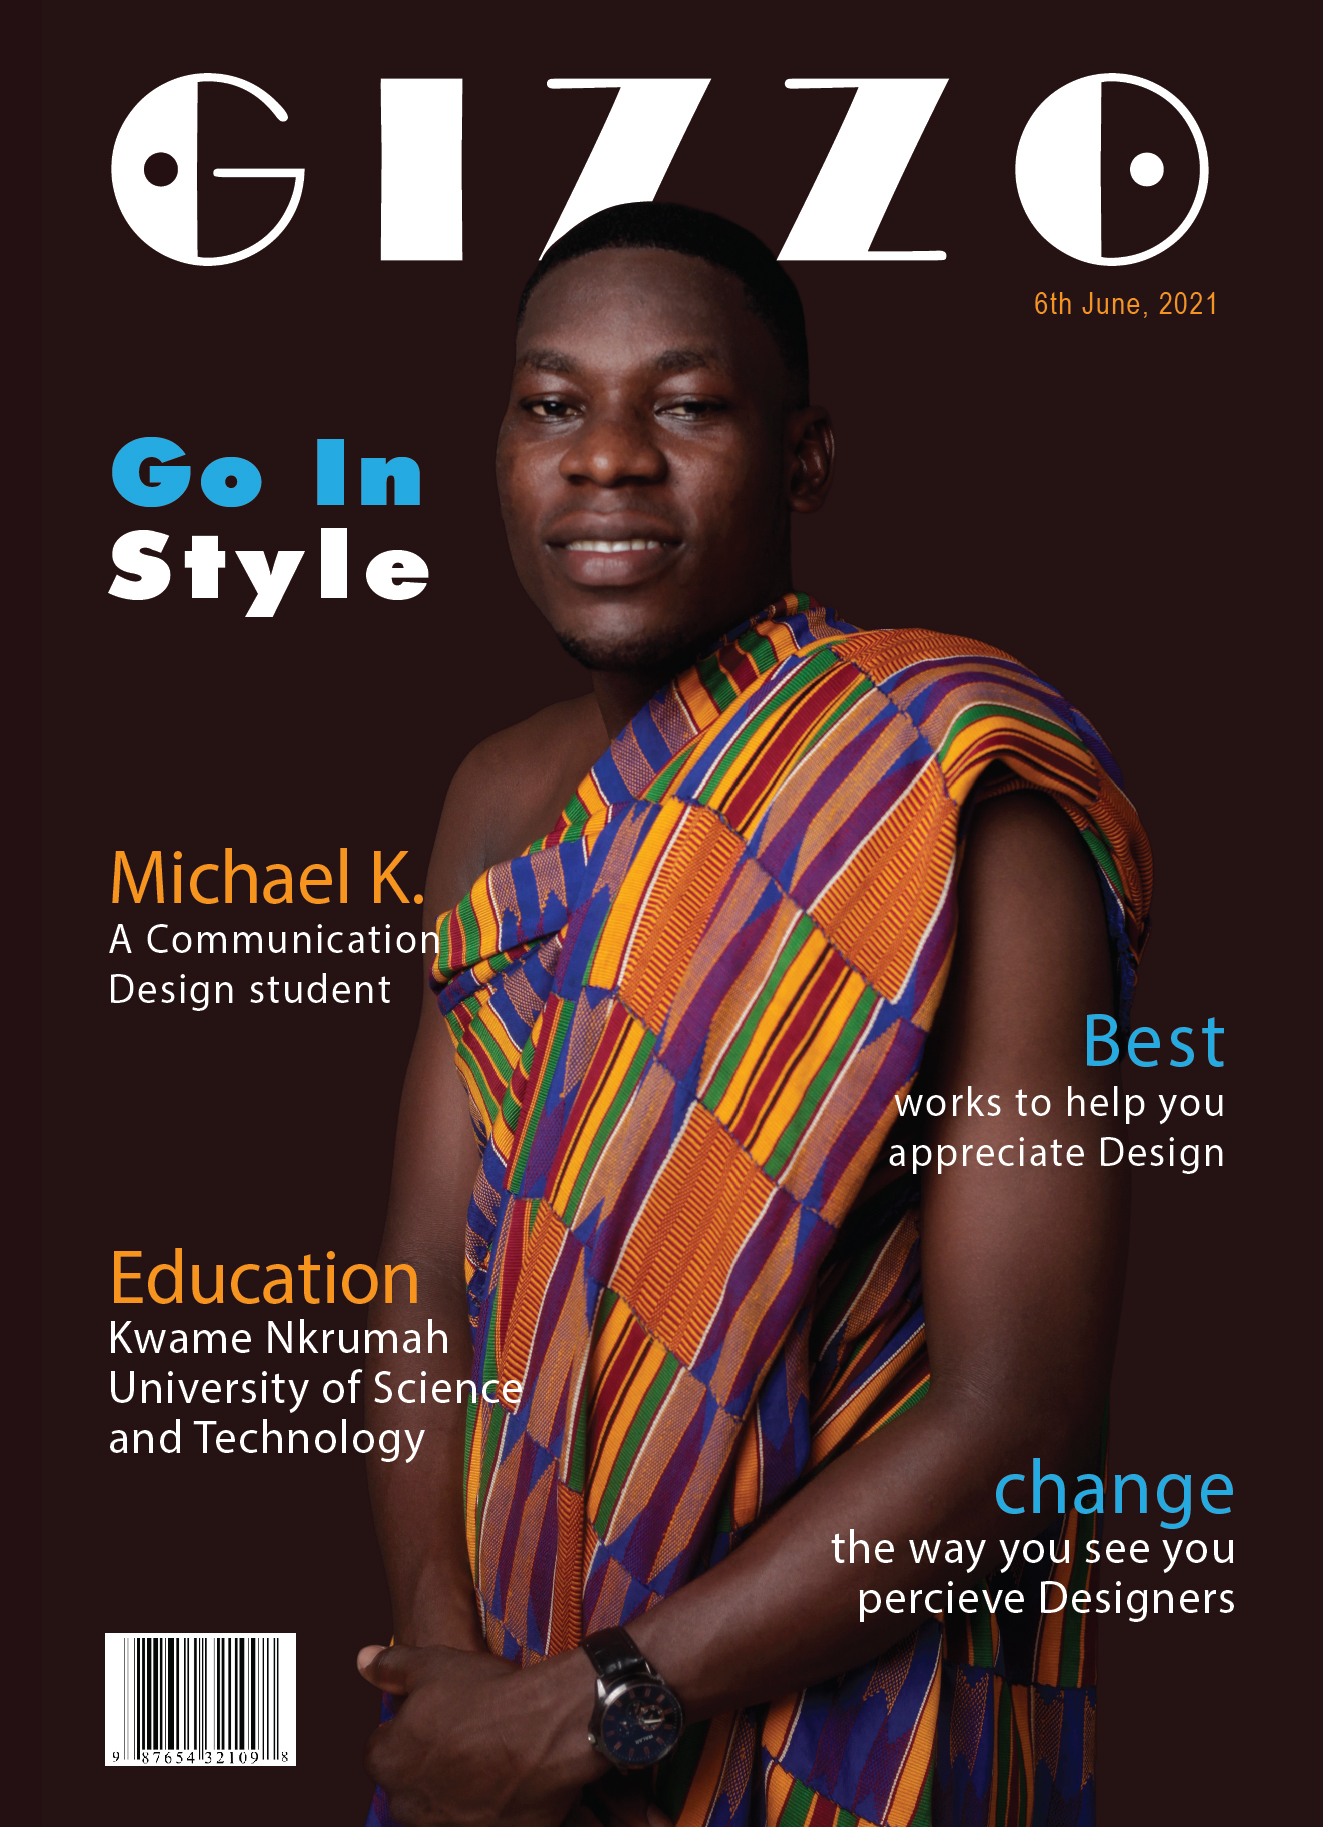 GIZZO
6th June, 2021
Go In
Style
Michael K.
A Communication
Design student
Best
works to help you
appreciate Design
Education
Kwame Nkrumah
University of Science
and Technology
change
the way you see you
percieve Designers
9 87654 32109 8